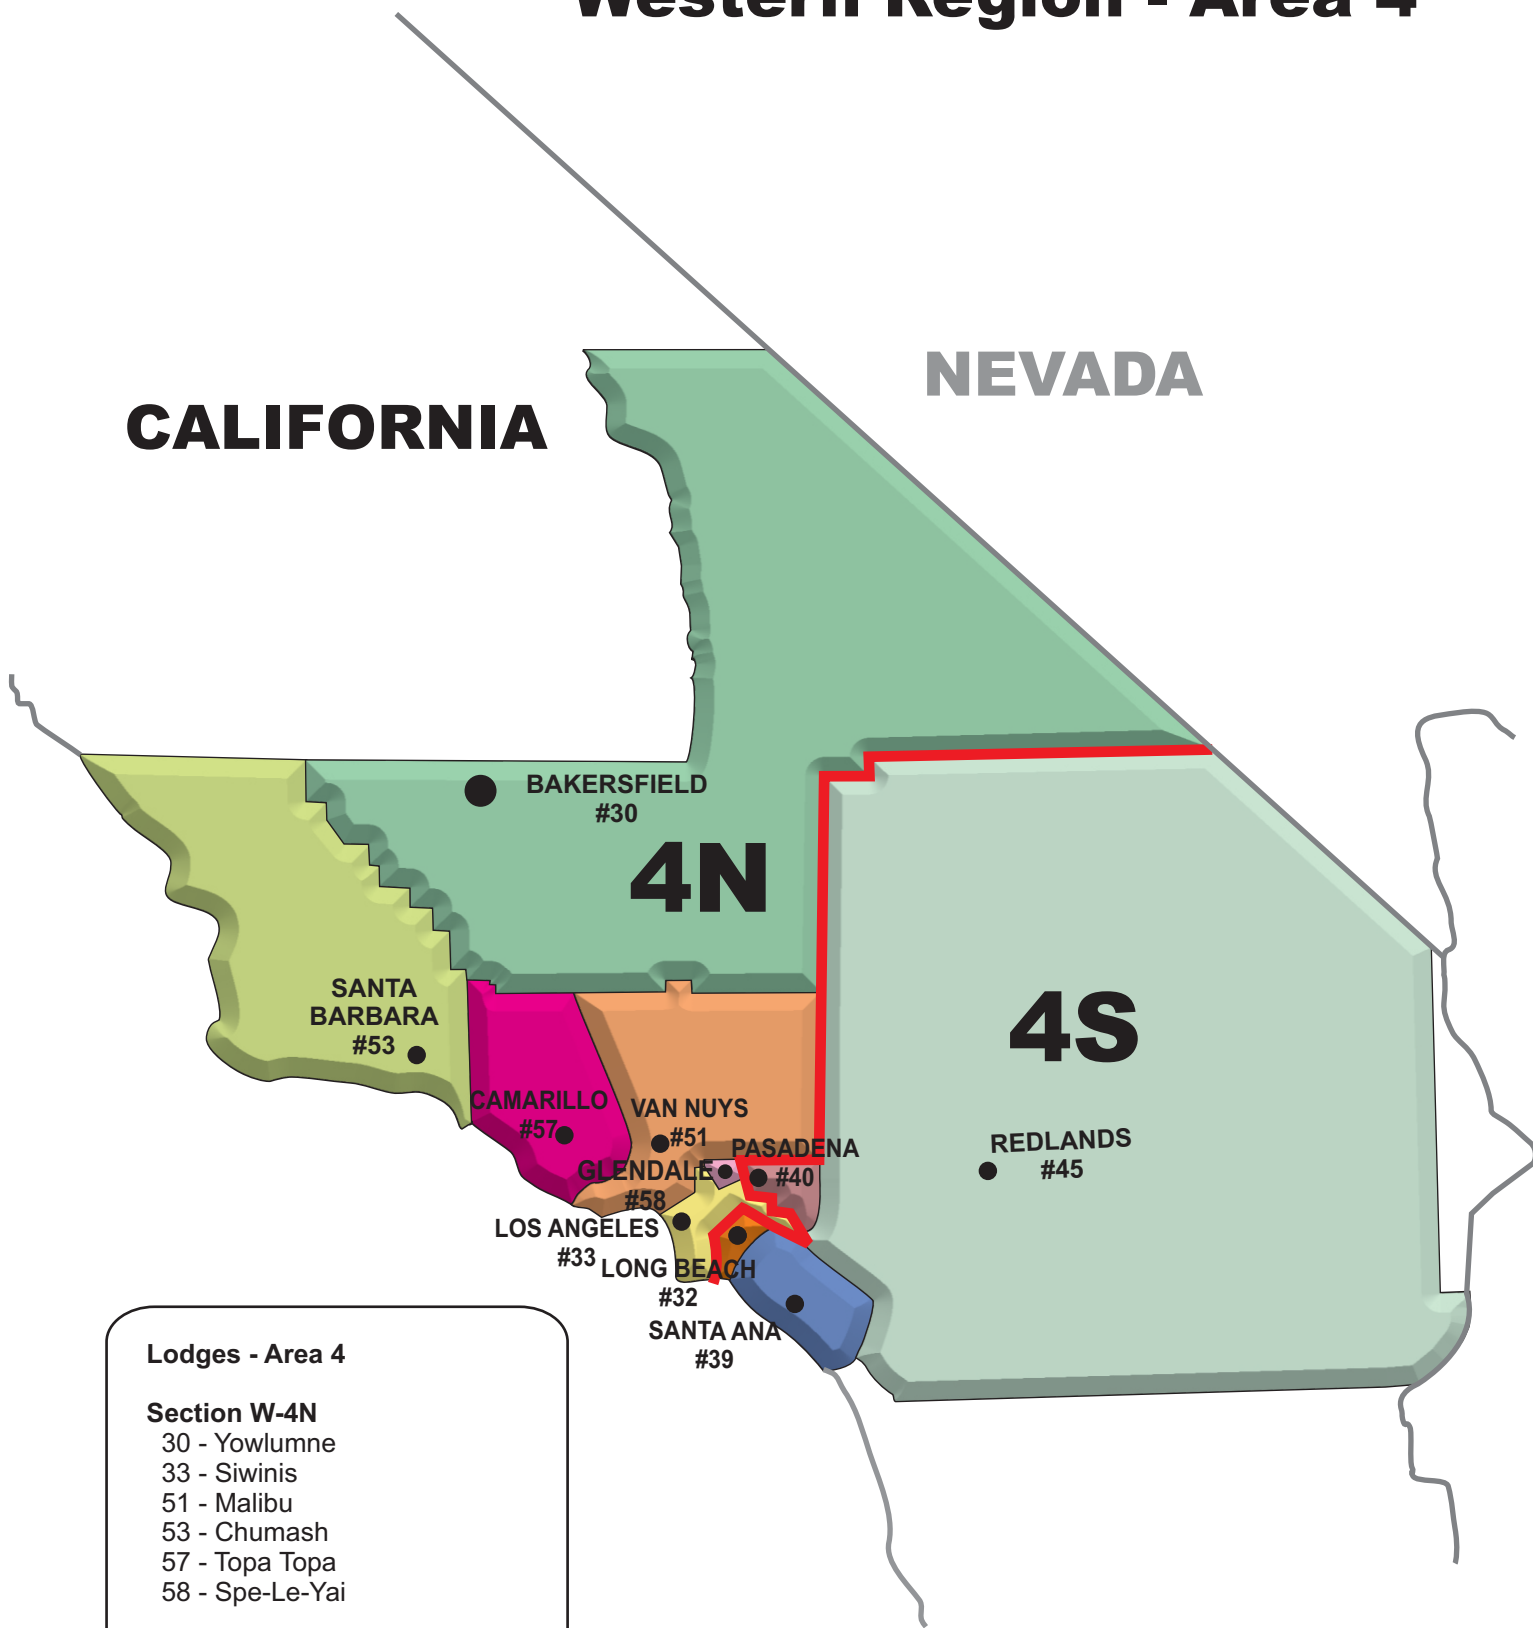 Western Region - Area 4
NEVADA
CALIFORNIA
BAKERSFIELD
#30
4N
SANTA
BARBARA
#53
4S
CAMARILLO
#57
VAN NUYS
#51
PASADENA
#40
REDLANDS
#45
GLENDALE
#58
LOS ANGELES
#33
LONG BEACH
#32
SANTA ANA
#39
Lodges - Area 4
Section W-4N
30 - Yowlumne
33 - Siwinis
51 - Malibu
53 - Chumash
57 - Topa Topa
58 - Spe-Le-Yai